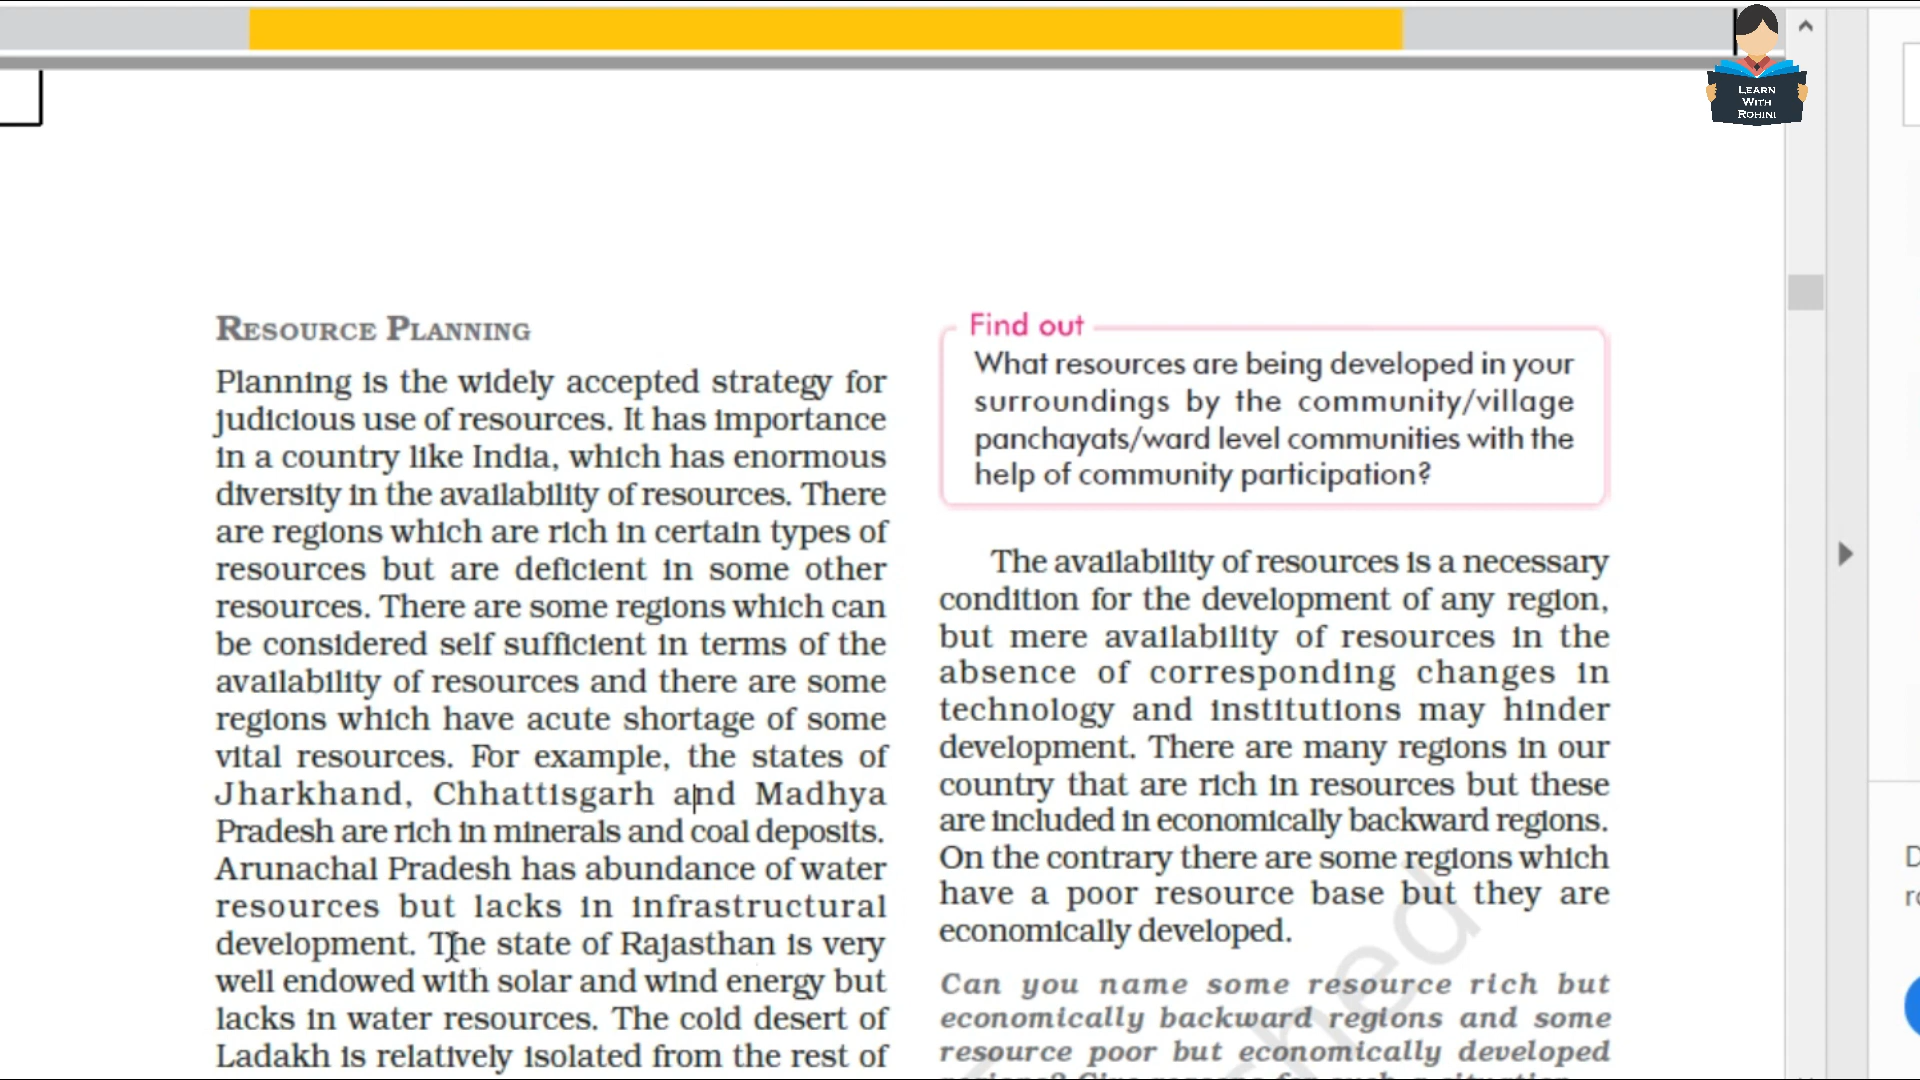 LEARN
WITH
ROHINI
RESOURCE PLANNING
Planning is the widely accepted strategy for
judicious use of resources. It has importance
in a country like India, which has enormous
diversity in the availability of resources. There
are regions which are rich in certain types of
resources but are deficient in some other
resources. There are some regions which can
be considered self sufficient in terms of the
availability of resources and there are some
regions which have acute shortage of some
vital resources. For example, the states of
Jharkhand, Chhattisgarh and Madhya
Pradesh are rich in minerals and coal deposits.
Arunachal Pradesh has abundance of water
resources but lacks in infrastructural
development. The state of Rajasthan is very
well endowed with solar and wind energy but
lacks in water resources. The cold desert of
Ladakh is relatively isolated from the rest of
Find out
What resources are being developed in your
surroundings by the community/village
panchayats/ward level communities with the
help of community participation?
The availability of resources is a necessary
condition for the development of any region,
but mere availability of resources in the
absence of corresponding changes in
technology and institutions may hinder
development. There are many regions in our
country that are rich in resources but these
are included in economically backward regions.
On the contrary there are some regions which
have a poor resource base but they are
economically developed.
Can you name some resource rich but
economically backward regions and some
resource poor but economically developed